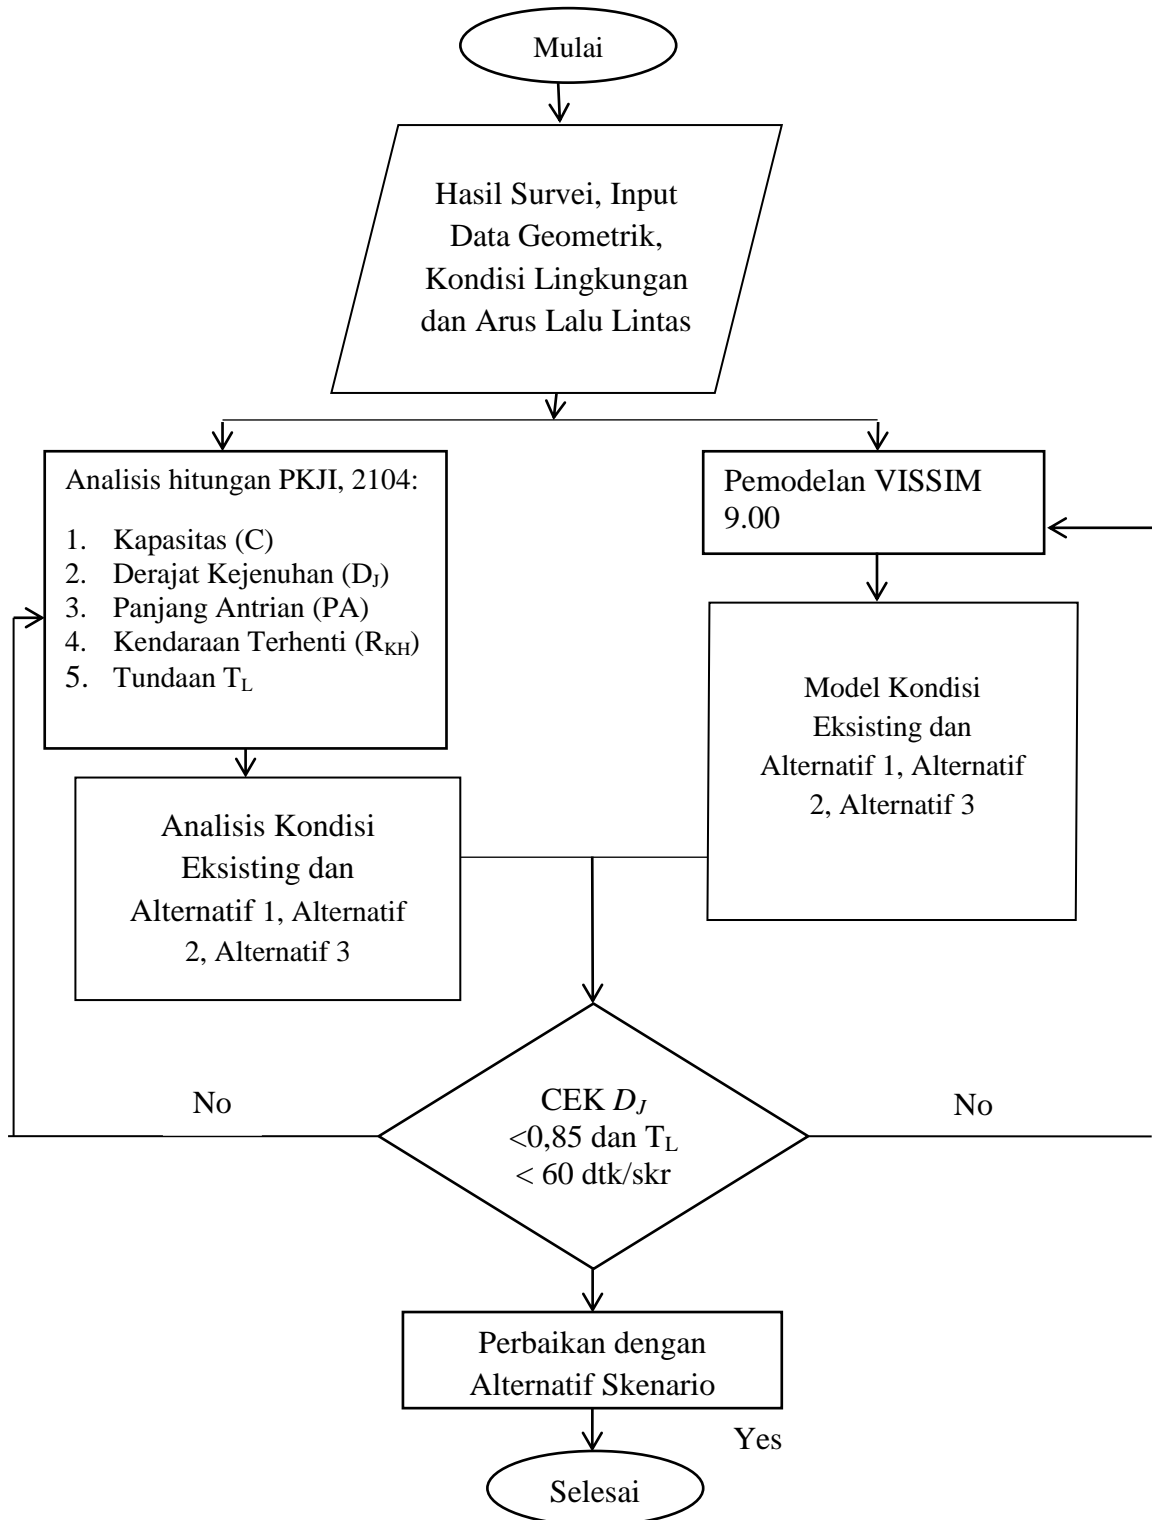 Mulai
Hasil Survei, Input
Data Geometrik,
Kondisi Lingkungan
dan Arus Lalu Lintas
Analisis hitungan PKJI, 2104:
1. Kapasitas (C)
2. Derajat Kejenuhan (DJ)
3. Panjang Antrian (PA)
4. Kendaraan Terhenti (RKH)
5. Tundaan TL
Pemodelan VISSIM
9.00
Analisis Kondisi
Eksisting dan
Alternatif 1, Alternatif
2, Alternatif 3
Model Kondisi
Eksisting dan
Alternatif 1, Alternatif
2, Alternatif 3
No
CEK DJ
<0,85 dan TL
< 60 dtk/skr
No
Perbaikan dengan
Alternatif Skenario
Yes
Selesai